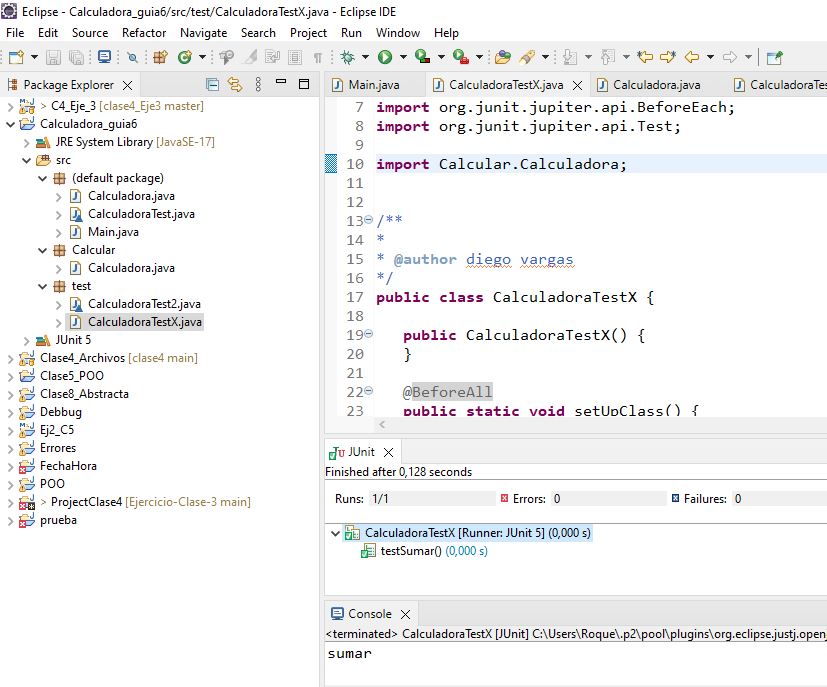 Eclipse - Calculadora_guia6/src/test/CalculadoraTestX.java - Eclipse IDE
File Edit Source Refactor Navigate Search Project Run Window Help
Package Explorer
> C4_Eje_3 [clase4_Eje3 master]
Calculadora_guia6
JRE System Library [JavaSE-17]
src
(default package)
Calculadora.java
CalculadoraTest.java
Main.java
Calcular
Calculadora.java
test
CalculadoraTest2.java
CalculadoraTestX.java
JUnit 5
Clase4_Archivos [clase4 main]
Clase5_POO
Clase8_Abstracta
Debbug
Ej2_C5
Errores
FechaHora
POO
> ProjectClase4 [Ejercicio-Clase-3 main]
prueba
Main.java CalculadoraTestX.java Calculadora.java CalculadoraTes
7 import org.junit.jupiter.api.BeforeEach;
8 import org.junit.jupiter.api.Test;
9
10 import Calcular.Calculadora;
11
12
13 /**
14 *
15 * @author diego vargas
16 */
17 public class CalculadoraTestX {
18
19 public CalculadoraTestX() {
20 }
21
22 @BeforeAll
23 public static void setUpClass() {
JUnit
Finished after 0,128 seconds
Runs: 1/1 Errors: 0 Failures: 0
CalculadoraTestX [Runner: JUnit 5] (0,000 s)
testSumar() (0,000 s)
Console
<terminated> CalculadoraTestX [JUnit] C:\Users\Roque\.p2\pool\plugins\org.eclipse.justj.openj
sumar